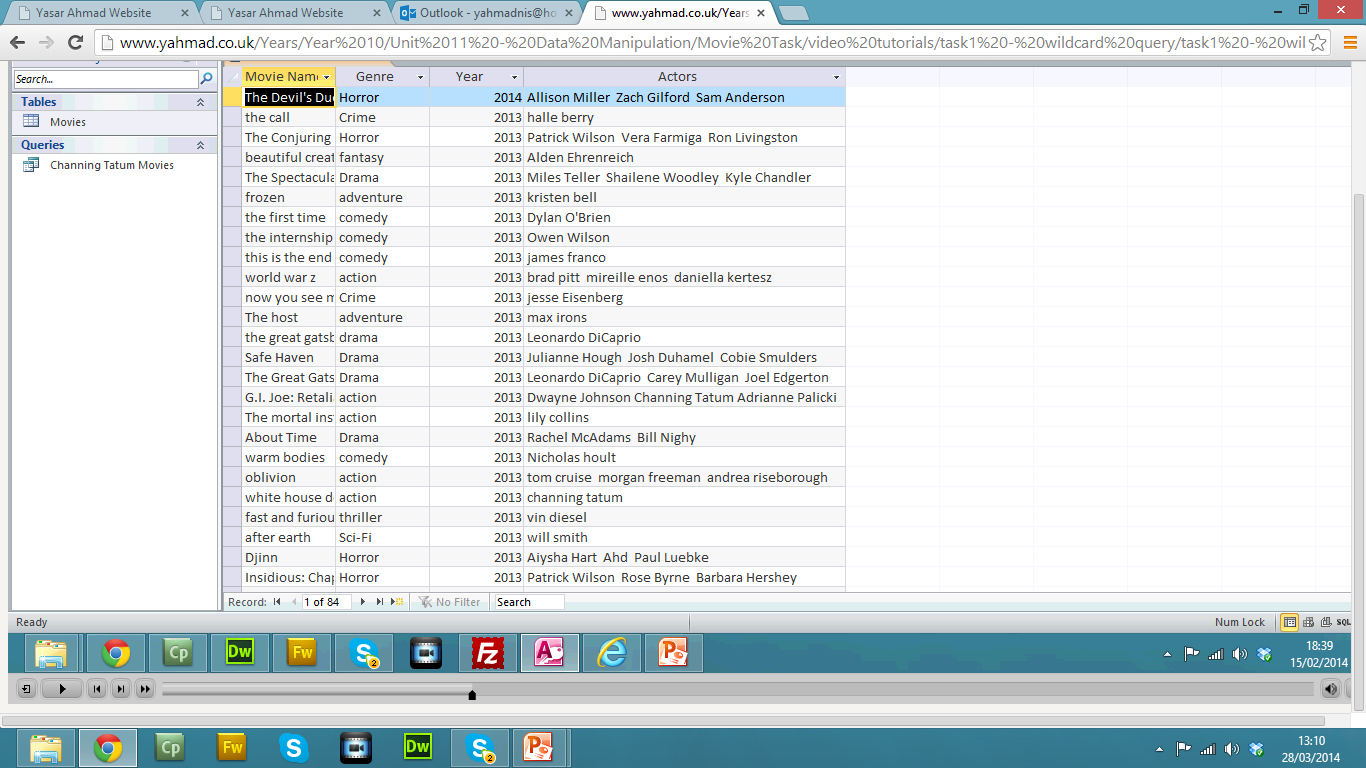 Yasar Ahmad Website
Yasar Ahmad Website
Outlook - yahmadnis@ho
www.yahmad.co.uk/Years
www.yahmad.co.uk/Years/Year%2010/Unit%2011%20-%20Data%20Manipulation/Movie%20Task/video%20tutorials/task1%20-%20wildcard%20query/task1%20-%20wil
Search...
Tables
Movies
Queries
Channing Tatum Movies
Movie Name Genre Year Actors
The Devil's Due Horror 2014 Allison Miller Zach Gilford Sam Anderson
the call Crime 2013 halle berry
The Conjuring Horror 2013 Patrick Wilson Vera Farmiga Ron Livingston
beautiful creat fantasy 2013 Alden Ehrenreich
The Spectacula Drama 2013 Miles Teller Shailene Woodley Kyle Chandler
frozen adventure 2013 kristen bell
the first time comedy 2013 Dylan O'Brien
the internship comedy 2013 Owen Wilson
this is the end comedy 2013 james franco
world war z action 2013 brad pitt mireille enos daniella kertesz
now you see m Crime 2013 jesse Eisenberg
The host adventure 2013 max irons
the great gatsb drama 2013 Leonardo DiCaprio
Safe Haven Drama 2013 Julianne Hough Josh Duhamel Cobie Smulders
The Great Gats Drama 2013 Leonardo DiCaprio Carey Mulligan Joel Edgerton
G.I. Joe: Retali action 2013 Dwayne Johnson Channing Tatum Adrianne Palicki
The mortal inst action 2013 lily collins
About Time Drama 2013 Rachel McAdams Bill Nighy
warm bodies comedy 2013 Nicholas hoult
oblivion action 2013 tom cruise morgan freeman andrea riseborough
white house d action 2013 channing tatum
fast and furiou thriller 2013 vin diesel
after earth Sci-Fi 2013 will smith
Djinn Horror 2013 Aiysha Hart Ahd Paul Luebke
Insidious: Chap Horror 2013 Patrick Wilson Rose Byrne Barbara Hershey
Record: 1 of 84 No Filter Search
Ready Num Lock SQL
Cp Dw Fw S 2 Fz A P
18:39
15/02/2014
Cp Fw S Dw S 2 P
13:10
28/03/2014